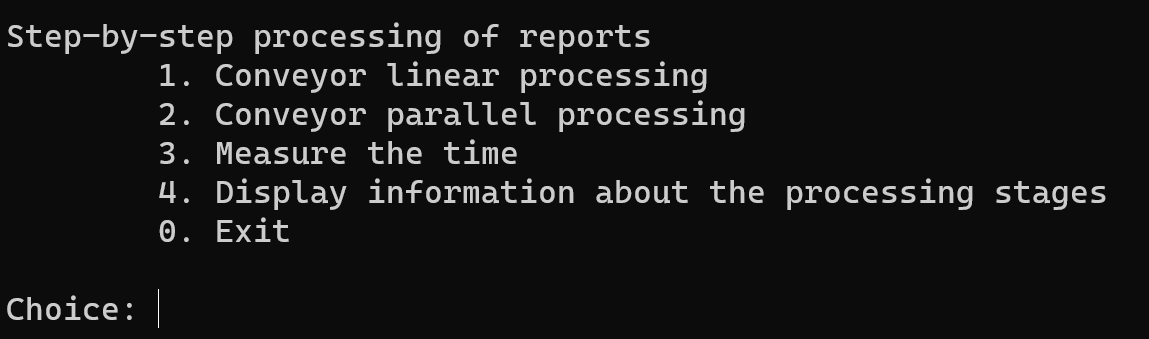 Step-by-step processing of reports
1. Conveyor linear processing
2. Conveyor parallel processing
3. Measure the time
4. Display information about the processing stages
0. Exit
Choice: